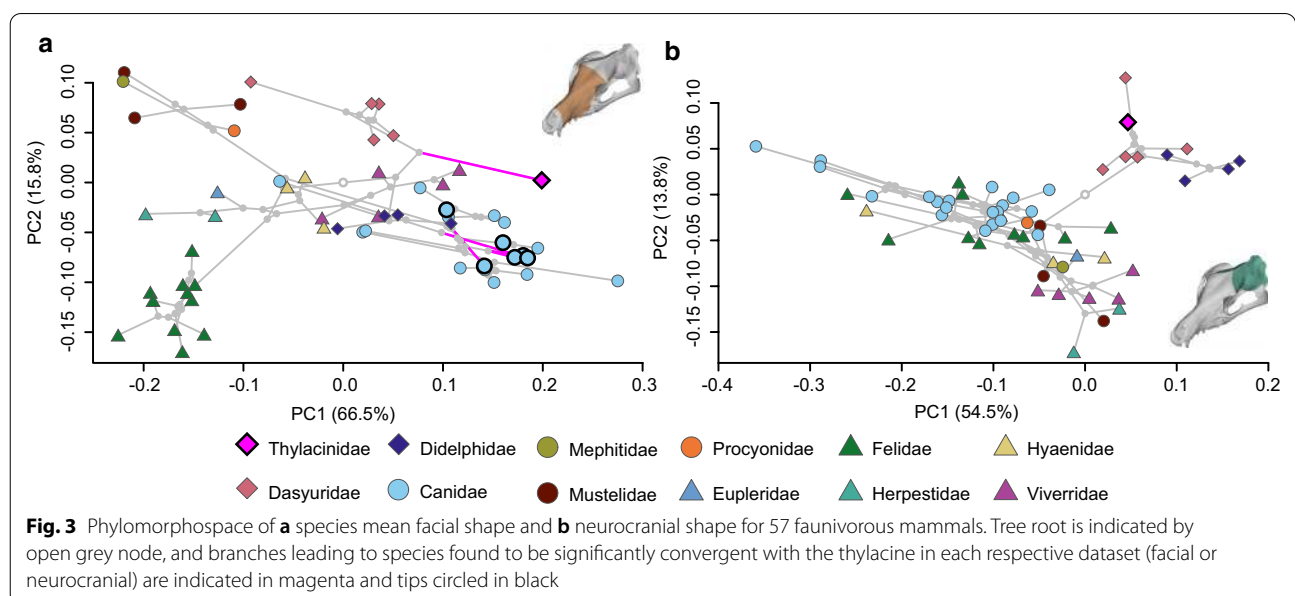 a
b
0.10
0.05
0.00
-0.05
-0.10
-0.15
PC2 (15.8%)
-0.2
-0.1
0.0
0.1
0.2
0.3
PC1 (66.5%)
0.10
0.05
0.00
-0.05
-0.10
-0.15
PC2 (13.8%)
-0.4
-0.3
-0.2
-0.1
0.0
0.1
0.2
PC1 (54.5%)
Thylacinidae Didelphidae Mephitidae Procyonidae Felidae Hyaenidae
Dasyuridae Canidae Mustelidae Eupleridae Herpestidae Viverridae
Fig. 3 Phylomorphospace of a species mean facial shape and b neurocranial shape for 57 faunivorous mammals. Tree root is indicated by
open grey node, and branches leading to species found to be significantly convergent with the thylacine in each respective dataset (facial or
neurocranial) are indicated in magenta and tips circled in black